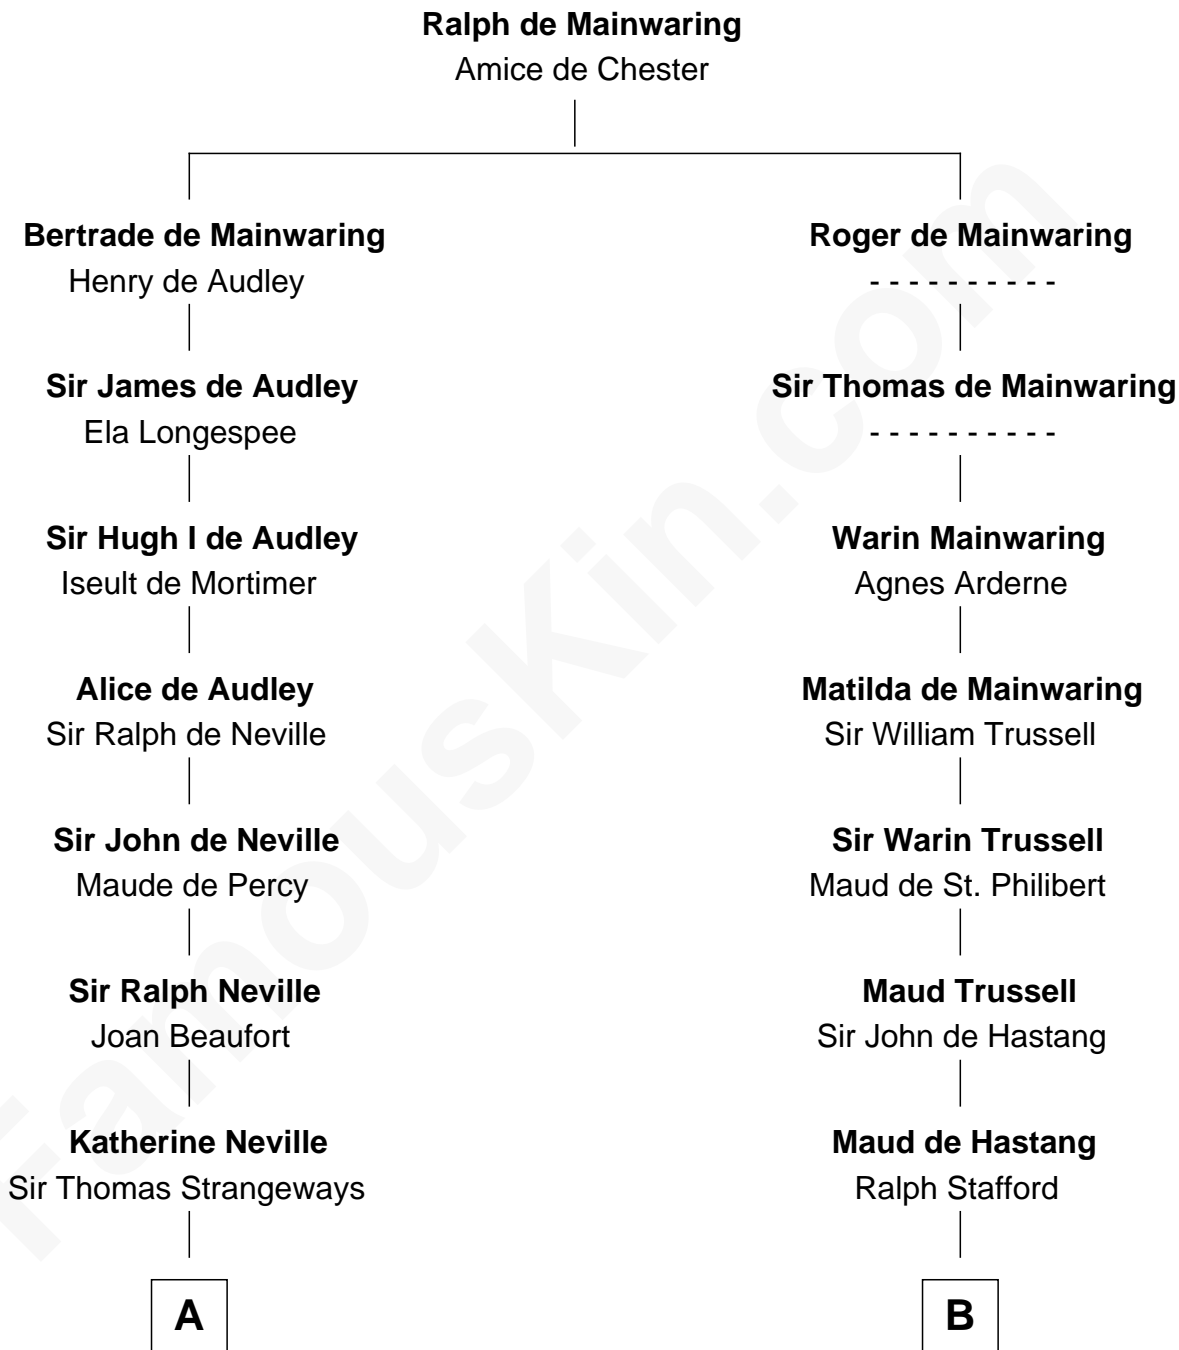 Ralph de Mainwaring
Amice de Chester
Bertrade de Mainwaring
Henry de Audley
Sir James de Audley
Ela Longespee
Sir Hugh I de Audley
Iseult de Mortimer
Alice de Audley
Sir Ralph de Neville
Sir John de Neville
Maude de Percy
Sir Ralph Neville
Joan Beaufort
Katherine Neville
Sir Thomas Strangeways
A
Roger de Mainwaring
- - - - - - - - - -
Sir Thomas de Mainwaring
- - - - - - - - - -
Warin Mainwaring
Agnes Arderne
Matilda de Mainwaring
Sir William Trussell
Sir Warin Trussell
Maud de St. Philibert
Maud Trussell
Sir John de Hastang
Maud de Hastang
Ralph Stafford
B
FamousKin.com